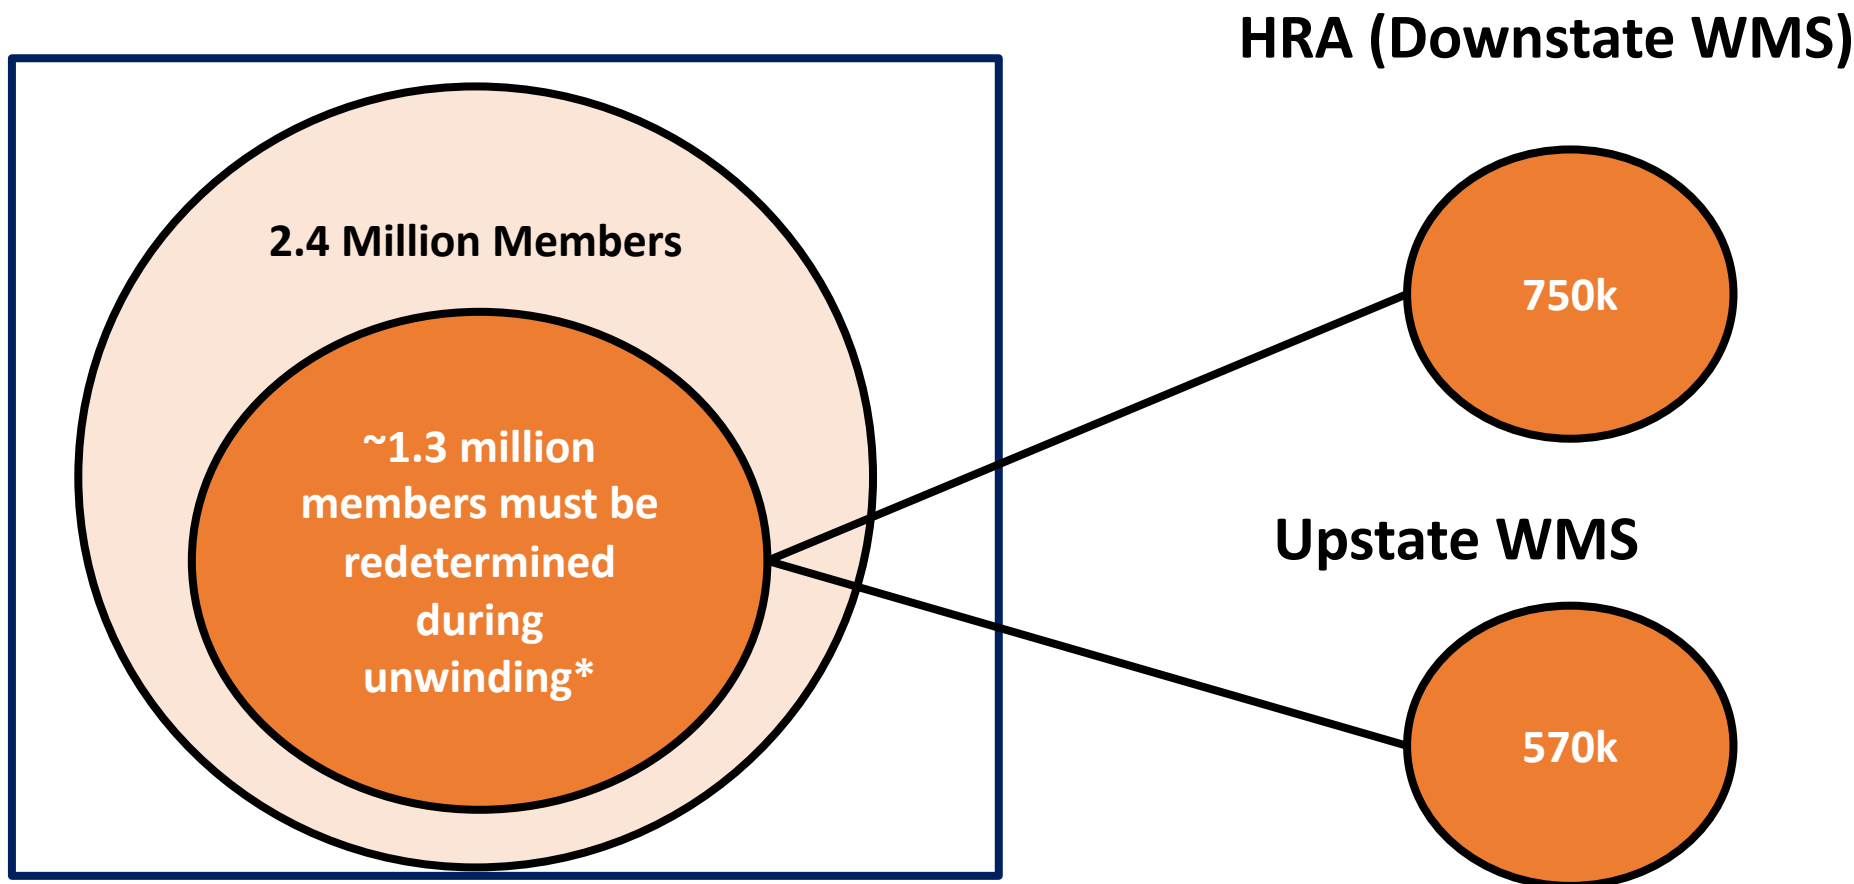 HRA (Downstate WMS)
2.4 Million Members
750k
~1.3 million
members must be
redetermined
during
unwinding*
Upstate WMS
570k